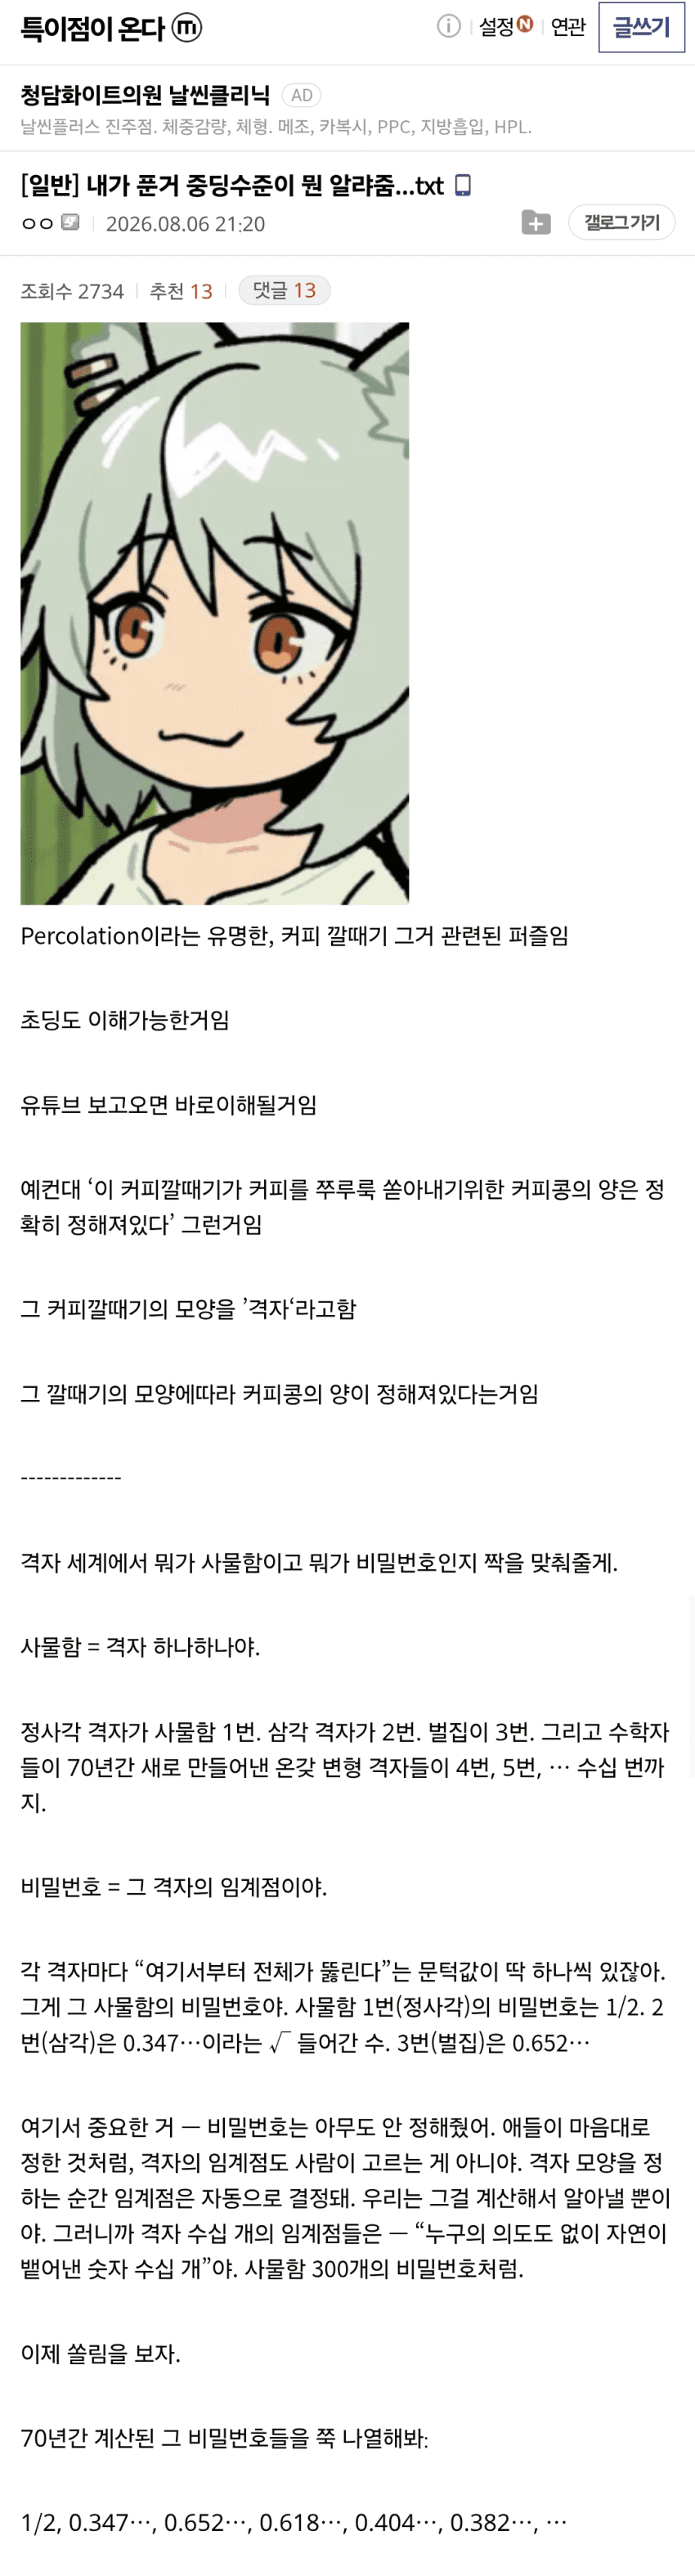 특이점이 온다 ⓜ
설정 N 연관 글쓰기
청담화이트의원 날씬클리닉 AD
날씬플러스 진주점. 체중감량, 체형. 메조, 카복시, PPC, 지방흡입, HPL.
[일반] 내가 푼거 중딩수준이 뭔 알랴줌...txt
ㅇㅇ 2026.08.06 21:20 갤로그 가기
조회수 2734 추천 13 댓글 13
Percolation이라는 유명한, 커피 깔때기 그거 관련된 퍼즐임
초딩도 이해가능한거임
유튜브 보고오면 바로이해될거임
예컨대 ‘이 커피깔때기가 커피를 쭈루룩 쏟아내기위한 커피콩의 양은 정
확히 정해져있다’ 그런거임
그 커피깔때기의 모양을 ’격자‘라고함
그 깔때기의 모양에따라 커피콩의 양이 정해져있다는거임
-------------
격자 세계에서 뭐가 사물함이고 뭐가 비밀번호인지 짝을 맞춰줄게.
사물함 = 격자 하나하나야.
정사각 격자가 사물함 1번. 삼각 격자가 2번. 벌집이 3번. 그리고 수학자
들이 70년간 새로 만들어낸 온갖 변형 격자들이 4번, 5번, … 수십 번까
지.
비밀번호 = 그 격자의 임계점이야.
각 격자마다 “여기서부터 전체가 뚫린다”는 문턱값이 딱 하나씩 있잖아.
그게 그 사물함의 비밀번호야. 사물함 1번(정사각)의 비밀번호는 1/2. 2
번(삼각)은 0.347…이라는 √ 들어간 수. 3번(벌집)은 0.652…
여기서 중요한 거 — 비밀번호는 아무도 안 정해줬어. 애들이 마음대로
정한 것처럼, 격자의 임계점도 사람이 고르는 게 아니야. 격자 모양을 정
하는 순간 임계점은 자동으로 결정돼. 우리는 그걸 계산해서 알아낼 뿐이
야. 그러니까 격자 수십 개의 임계점들은 — “누구의 의도도 없이 자연이
뱉어낸 숫자 수십 개”야. 사물함 300개의 비밀번호처럼.
이제 쏠림을 보자.
70년간 계산된 그 비밀번호들을 쭉 나열해봐:
1/2, 0.347…, 0.652…, 0.618…, 0.404…, 0.382…, …